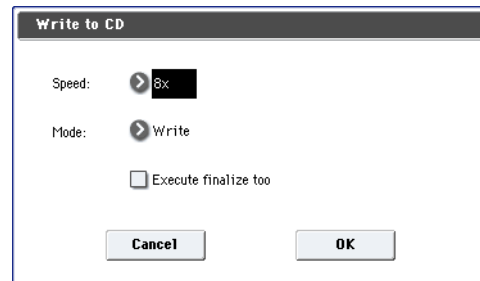 Write to CD
Speed: 8x
Mode: Write
Execute finalize too
Cancel OK